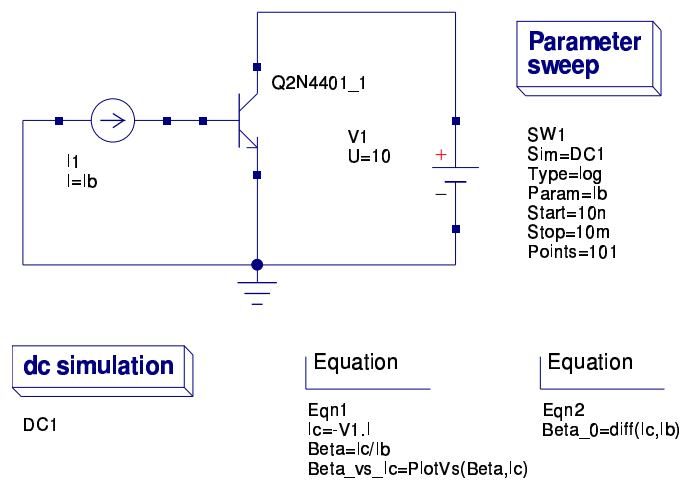 Parameter
sweep
Q2N4401_1
V1
U=10
+
−
I1
I=Ib
SW1
Sim=DC1
Type=log
Param=Ib
Start=10n
Stop=10m
Points=101
dc simulation
DC1
Equation
Eqn1
Ic=-V1.I
Beta=Ic/Ib
Beta_vs_Ic=PlotVs(Beta,Ic)
Equation
Eqn2
Beta_0=diff(Ic,Ib)